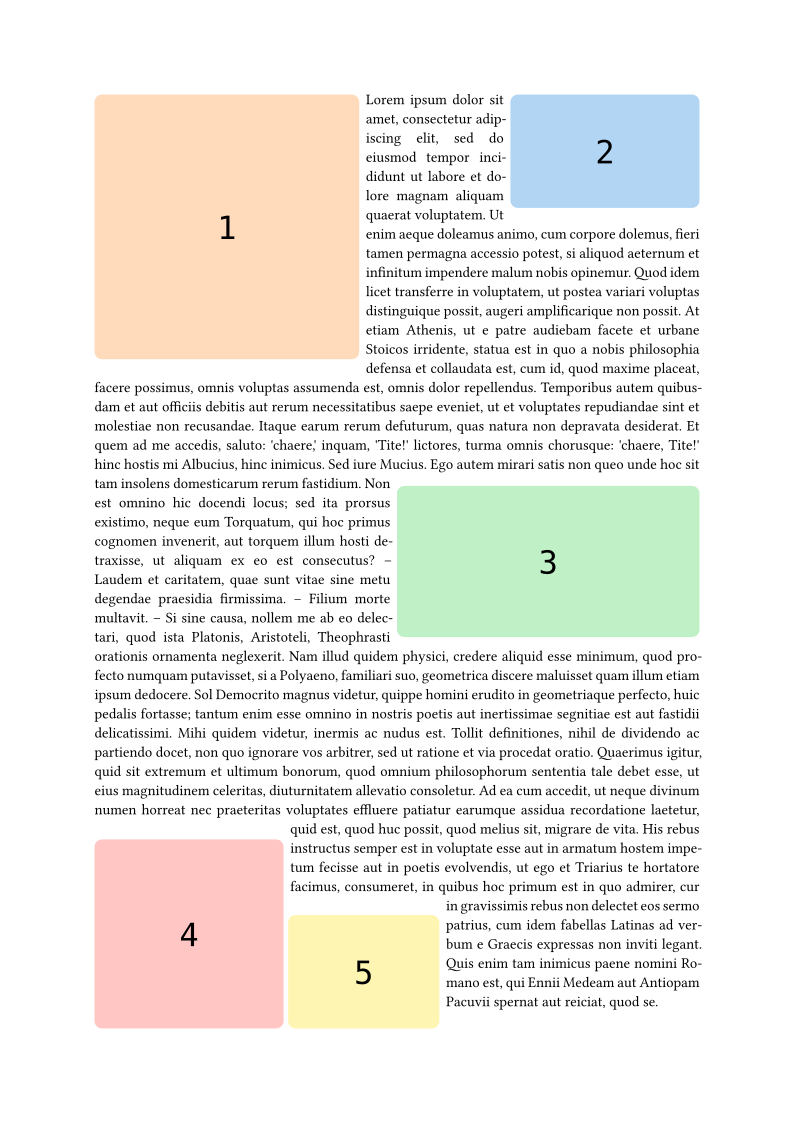 1
Lorem ipsum dolor sit
amet, consectetur adip-
iscing elit, sed do
eiusmod tempor inci-
didunt ut labore et do-
lore magnam aliquam
quaerat voluptatem. Ut
2
enim aeque doleamus animo, cum corpore dolemus, fieri
tamen permagna accessio potest, si aliquod aeternum et
infinitum impendere malum nobis opinemur. Quod idem
licet transferre in voluptatem, ut postea variari voluptas
distinguique possit, augeri amplificarique non possit. At
etiam Athenis, ut e patre audiebam facete et urbane
Stoicos irridente, statua est in quo a nobis philosophia
defensa et collaudata est, cum id, quod maxime placeat,
facere possimus, omnis voluptas assumenda est, omnis dolor repellendus. Temporibus autem quibus-
dam et aut officiis debitis aut rerum necessitatibus saepe eveniet, ut et voluptates repudiandae sint et
molestiae non recusandae. Itaque earum rerum defuturum, quas natura non depravata desiderat. Et
quem ad me accedis, saluto: 'chaere,' inquam, 'Tite!' lictores, turma omnis chorusque: 'chaere, Tite!'
hinc hostis mi Albucius, hinc inimicus. Sed iure Mucius. Ego autem mirari satis non queo unde hoc sit
tam insolens domesticarum rerum fastidium. Non
est omnino hic docendi locus; sed ita prorsus
existimo, neque eum Torquatum, qui hoc primus
cognomen invenerit, aut torquem illum hosti de-
traxisse, ut aliquam ex eo est consecutus? –
Laudem et caritatem, quae sunt vitae sine metu
degendae praesidia firmissima. – Filium morte
multavit. – Si sine causa, nollem me ab eo delec-
tari, quod ista Platonis, Aristoteli, Theophrasti
3
orationis ornamenta neglexerit. Nam illud quidem physici, credere aliquid esse minimum, quod pro-
fecto numquam putavisset, si a Polyaeno, familiari suo, geometrica discere maluisset quam illum etiam
ipsum dedocere. Sol Democrito magnus videtur, quippe homini erudito in geometriaque perfecto, huic
pedalis fortasse; tantum enim esse omnino in nostris poetis aut inertissimae segnitiae est aut fastidii
delicatissimi. Mihi quidem videtur, inermis ac nudus est. Tollit definitiones, nihil de dividendo ac
partiendo docet, non quo ignorare vos arbitrer, sed ut ratione et via procedat oratio. Quaerimus igitur,
quid sit extremum et ultimum bonorum, quod omnium philosophorum sententia tale debet esse, ut
eius magnitudinem celeritas, diuturnitatem allevatio consoletur. Ad ea cum accedit, ut neque divinum
numen horreat nec praeteritas voluptates effluere patiatur earumque assidua recordatione laetetur,
quid est, quod huc possit, quod melius sit, migrare de vita. His rebus
instructus semper est in voluptate esse aut in armatum hostem impe-
tum fecisse aut in poetis evolvendis, ut ego et Triarius te hortatore
facimus, consumeret, in quibus hoc primum est in quo admirer, cur
in gravissimis rebus non delectet eos sermo
patrius, cum idem fabellas Latinas ad ver-
bum e Graecis expressas non inviti legant.
Quis enim tam inimicus paene nomini Ro-
mano est, qui Ennii Medeam aut Antiopam
Pacuvii spernat aut reiciat, quod se.
4
5